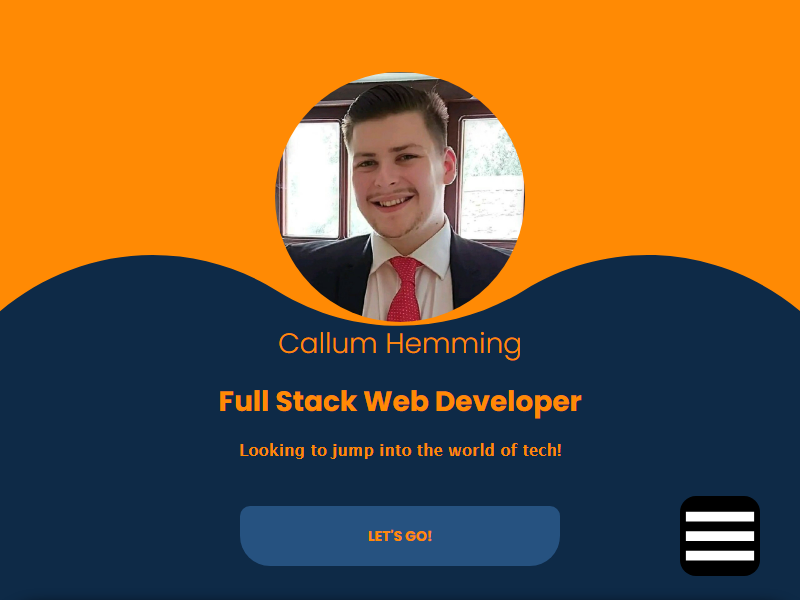 Callum Hemming
Full Stack Web Developer
Looking to jump into the world of tech!
LET'S GO!